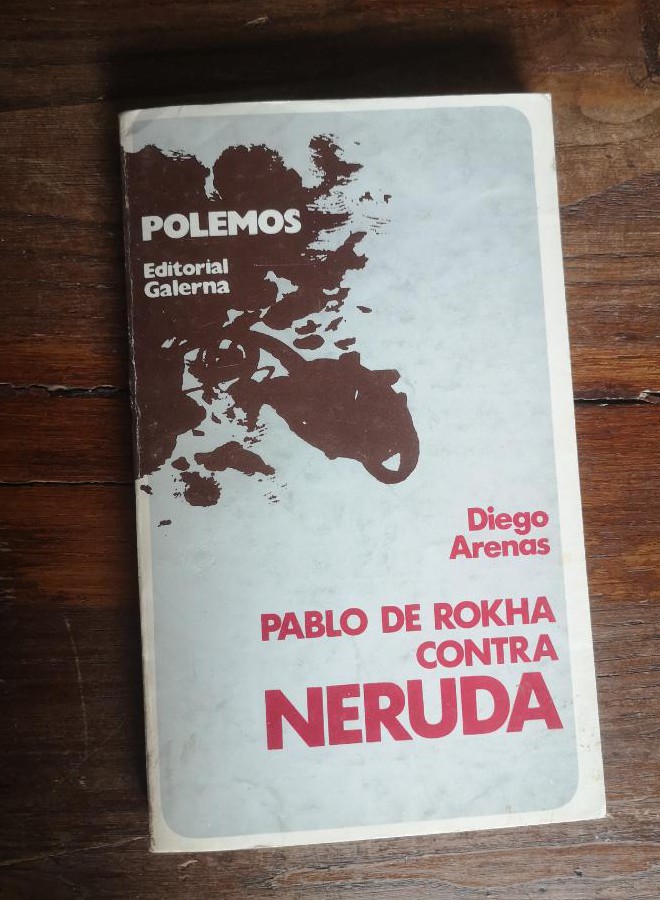 POLEMOS
Editorial
Galerna
Diego
Arenas
PABLO DE ROKHA
CONTRA
NERUDA